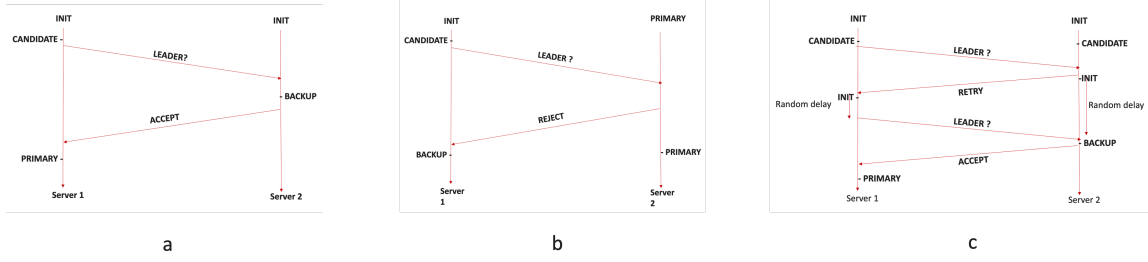 INIT
INIT
CANDIDATE
LEADER?
BACKUP
ACCEPT
PRIMARY
Server 1
Server 2
a
INIT
PRIMARY
CANDIDATE
LEADER ?
REJECT
BACKUP
PRIMARY
Server
1
Server
2
b
INIT
INIT
CANDIDATE
CANDIDATE
LEADER ?
INIT
RETRY
INIT
Random delay
Random delay
LEADER ?
BACKUP
ACCEPT
PRIMARY
Server 1
Server 2
c